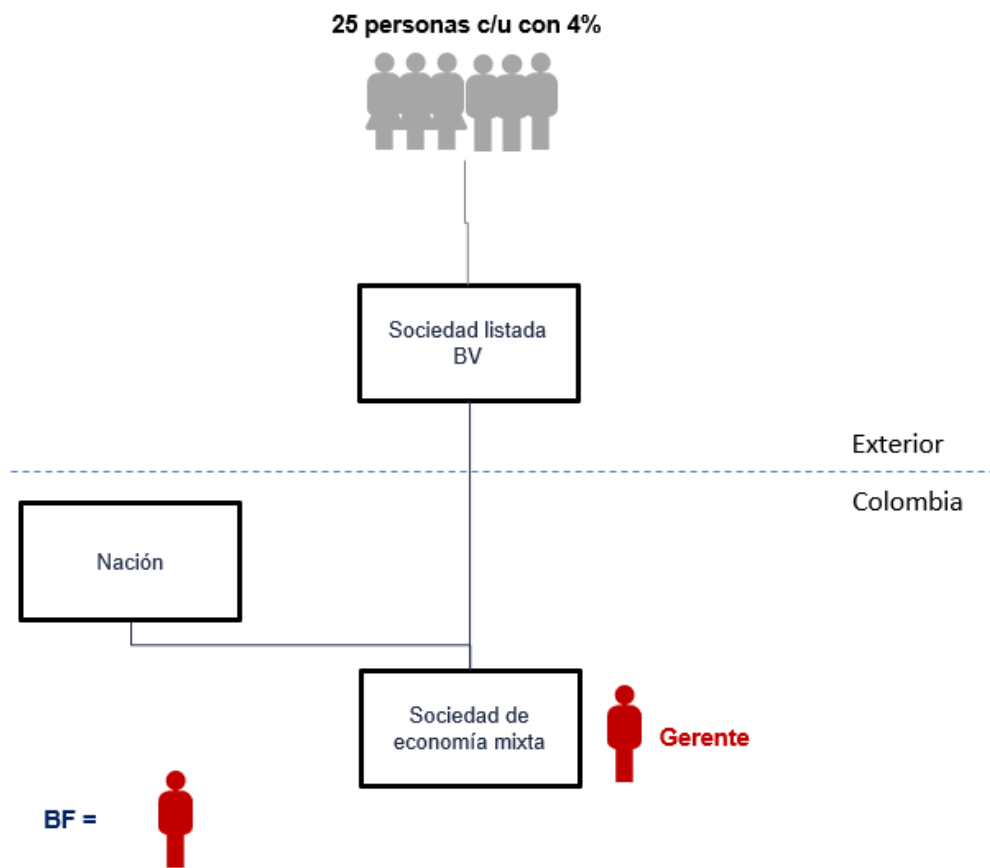 25 personas c/u con 4%
Sociedad listada
BV
Exterior
Colombia
Nación
Sociedad de
economía mixta
Gerente
BF =